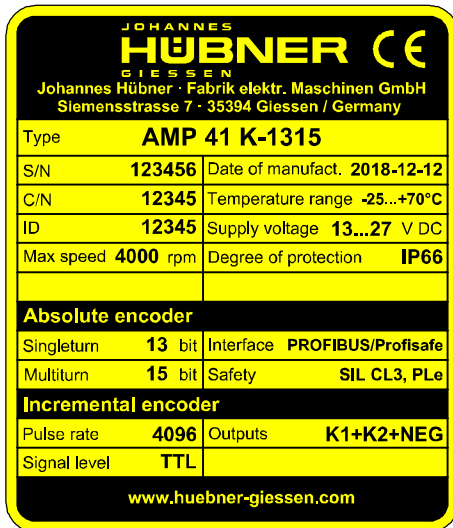 JOHANNES
HÜBNER CE
GIESSEN
Johannes Hübner · Fabrik elektr. Maschinen GmbH
Siemensstrasse 7 · 35394 Giessen / Germany
Type AMP 41 K-1315
S/N 123456 Date of manufact. 2018-12-12
C/N 12345 Temperature range -25...+70°C
ID 12345 Supply voltage 13...27 V DC
Max speed 4000 rpm Degree of protection IP66
Absolute encoder
Singleturn 13 bit Interface PROFIBUS/Profisafe
Multiturn 15 bit Safety SIL CL3, PLe
Incremental encoder
Pulse rate 4096 Outputs K1+K2+NEG
Signal level TTL
www.huebner-giessen.com